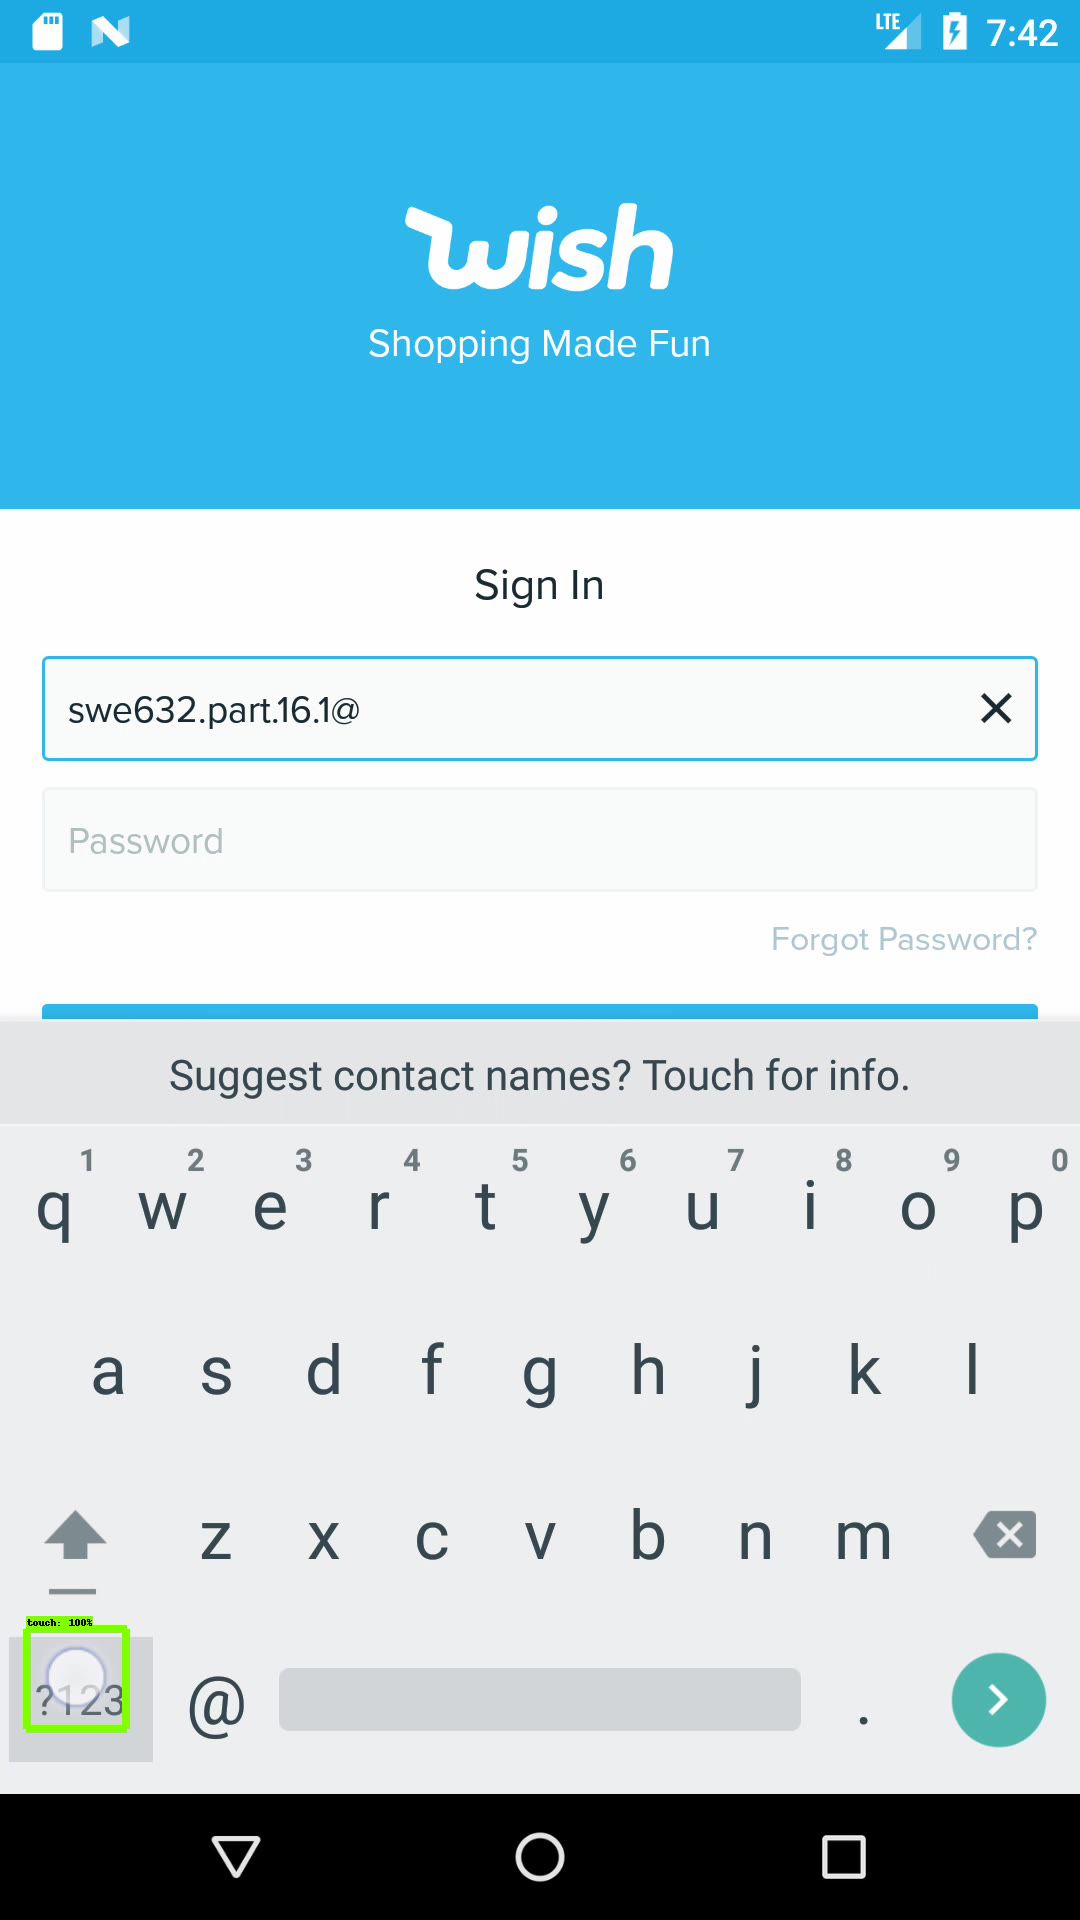 LTE 7:42
wish
Shopping Made Fun
Sign In
swe632.part.16.1@
Password
Forgot Password?
Suggest contact names? Touch for info.
1 2 3 4 5 6 7 8 9 0
q w e r t y u i o p
a s d f g h j k l
z x c v b n m
touch: 100%
?123 @ .